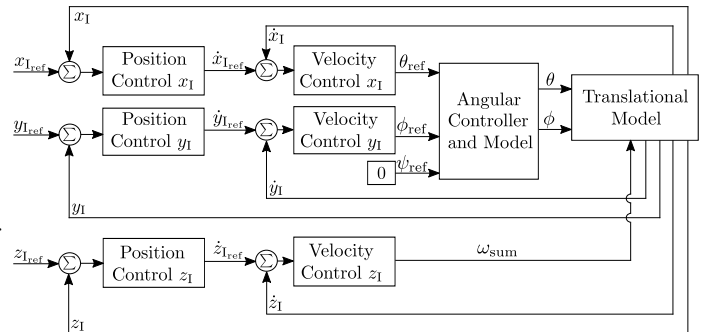 x_I
ẋ_I
x_I_ref
Σ
Position
Control x_I
ẋ_I_ref
Σ
Velocity
Control x_I
θ_ref
y_I_ref
Σ
Position
Control y_I
ẏ_I_ref
Σ
Velocity
Control y_I
ϕ_ref
0
ψ_ref
Angular
Controller
and Model
θ
ϕ
Translational
Model
ẏ_I
y_I
z_I_ref
Σ
Position
Control z_I
ż_I_ref
Σ
Velocity
Control z_I
ω_sum
ż_I
z_I